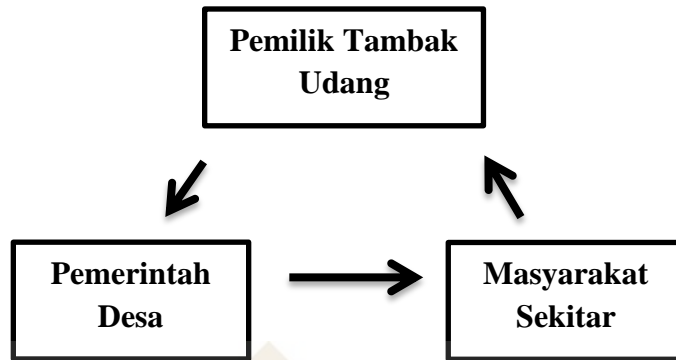 Pemilik Tambak
Udang
Pemerintah
Desa
Masyarakat
Sekitar